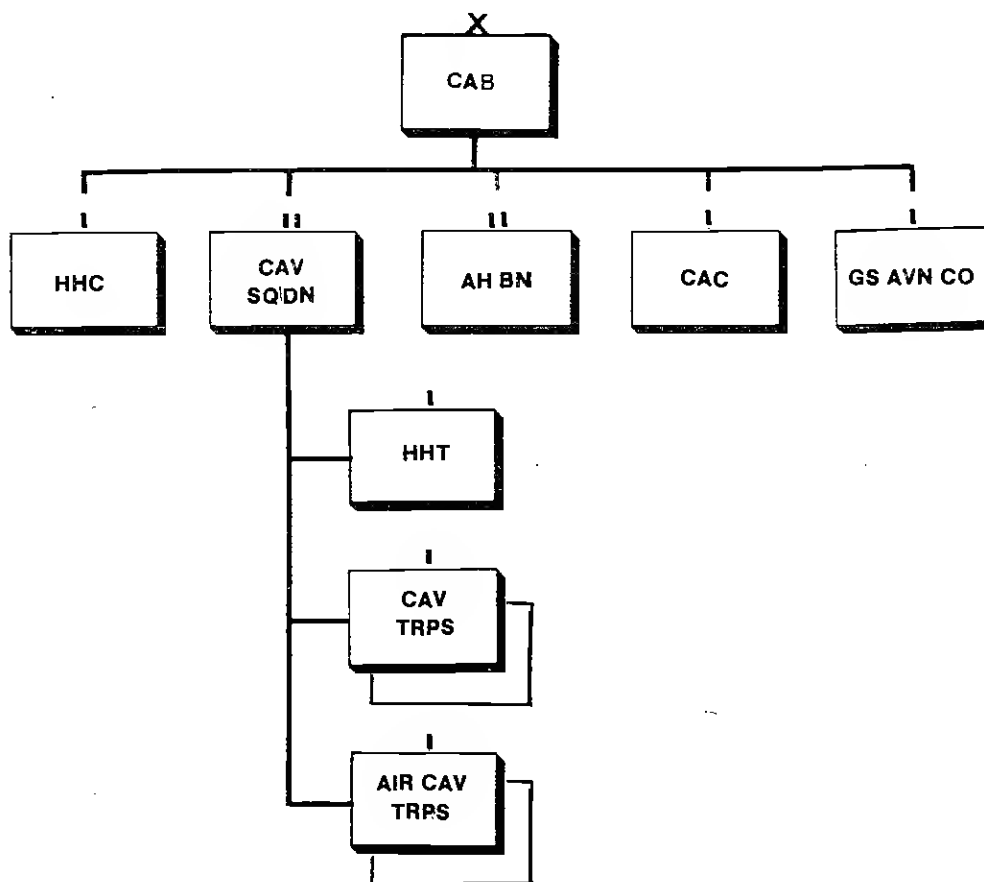 X
CAB
I
II
II
I
I
HHC
CAV
SQDN
AH BN
CAC
GS AVN CO
I
HHT
I
CAV
TRPS
I
AIR CAV
TRPS